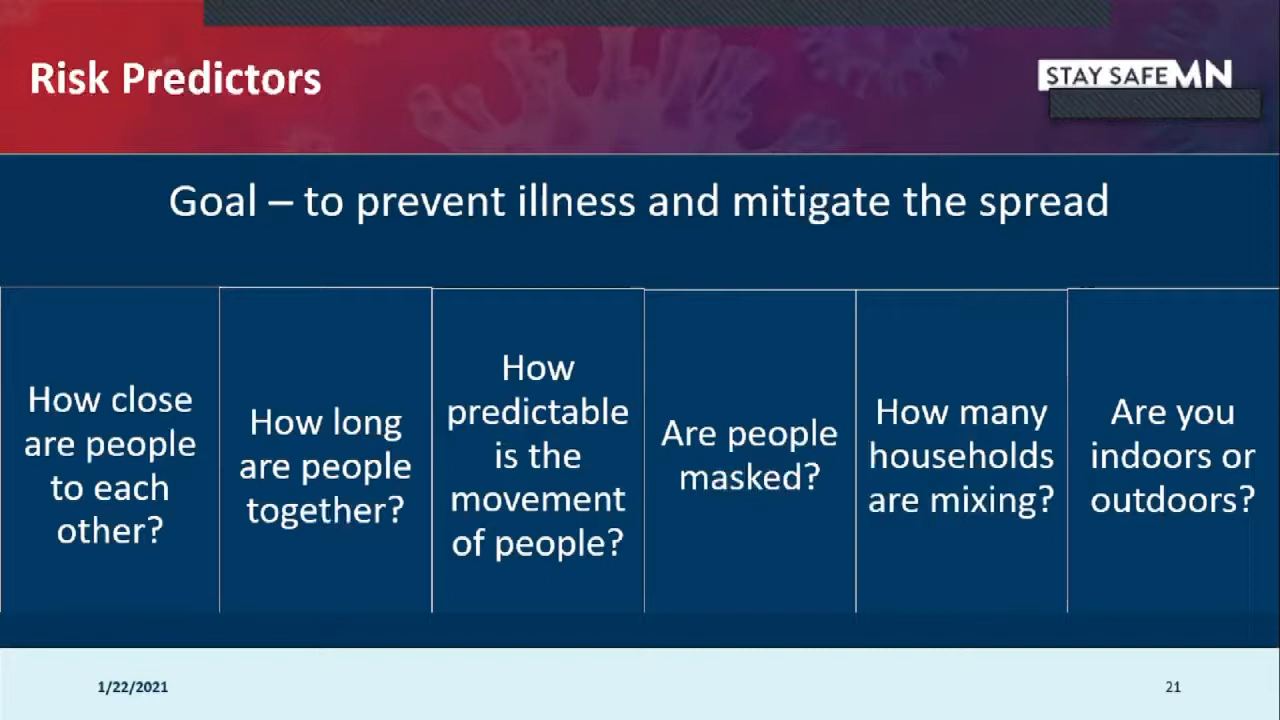 Risk Predictors
STAY SAFE MN
Goal – to prevent illness and mitigate the spread
How close
are people
to each
other?
How long
are people
together?
How
predictable
is the
movement
of people?
Are people
masked?
How many
households
are mixing?
Are you
indoors or
outdoors?
1/22/2021
21